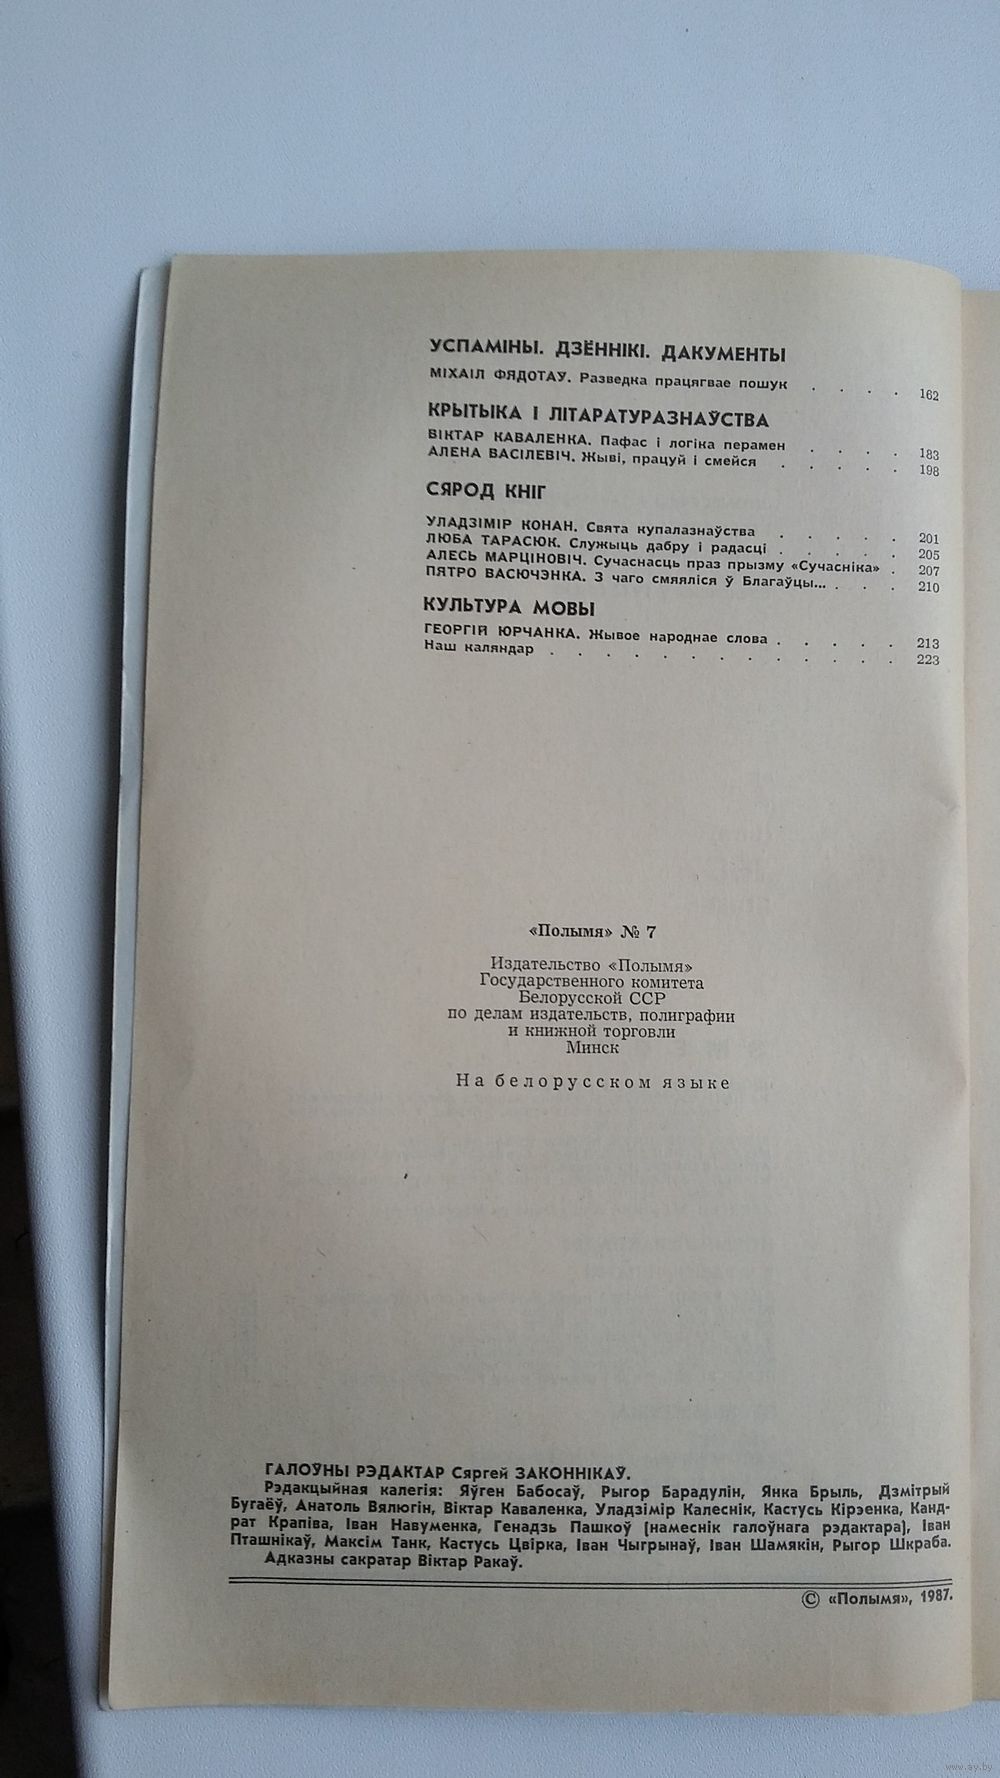 УСПАМІНЫ. ДЗЁННІКІ. ДАКУМЕНТЫ
МІХАІЛ ФЯДОТАЎ. Разведка працягвае пошук . . . . 162
КРЫТЫКА І ЛІТАРАТУРАЗНАЎСТВА
ВІКТАР КАВАЛЕНКА. Пафас і логіка перамен . . . . 183
АЛЕНА ВАСІЛЕВІЧ. Жыві, працуй і смейся . . . . . 198
СЯРОД КНІГ
УЛАДЗІМІР КОНАН. Свята купалазнаўства . . . . . 201
ЛЮБА ТАРАСЮК. Служыць дабру і радасці . . . . . 205
АЛЕСЬ МАРЦІНОВІЧ. Сучаснасць праз прызму «Сучасніка» . 207
ПЯТРО ВАСЮЧЭНКА. З чаго смяяліся ў Благаўцы... . . . 210
КУЛЬТУРА МОВЫ
ГЕОРГІЙ ЮРЧАНКА. Жывое народнае слова . . . . . 213
Наш каляндар . . . . . . . . . . . . . 223
«Полымя» № 7
Издательство «Полымя»
Государственного комитета
Белорусской ССР
по делам издательств, полиграфии
и книжной торговли
Минск
На белорусском языке
ГАЛОЎНЫ РЭДАКТАР Сяргей ЗАКОННІКАЎ.
Рэдакцыйная калегія: Яўген Бабосаў, Рыгор Барадулін, Янка Брыль, Дзмітрый
Бугаёў, Анатоль Вялюгін, Віктар Каваленка, Уладзімір Калеснік, Кастусь Кірэенка, Канд-
рат Крапіва, Іван Навуменка, Генадзь Пашкоў (намеснік галоўнага рэдактара), Іван
Пташнікаў, Максім Танк, Кастусь Цвірка, Іван Чыгрынаў, Іван Шамякін, Рыгор Шкраба.
Адказны сакратар Віктар Ракаў.
© «Полымя», 1987.
www.ay.by